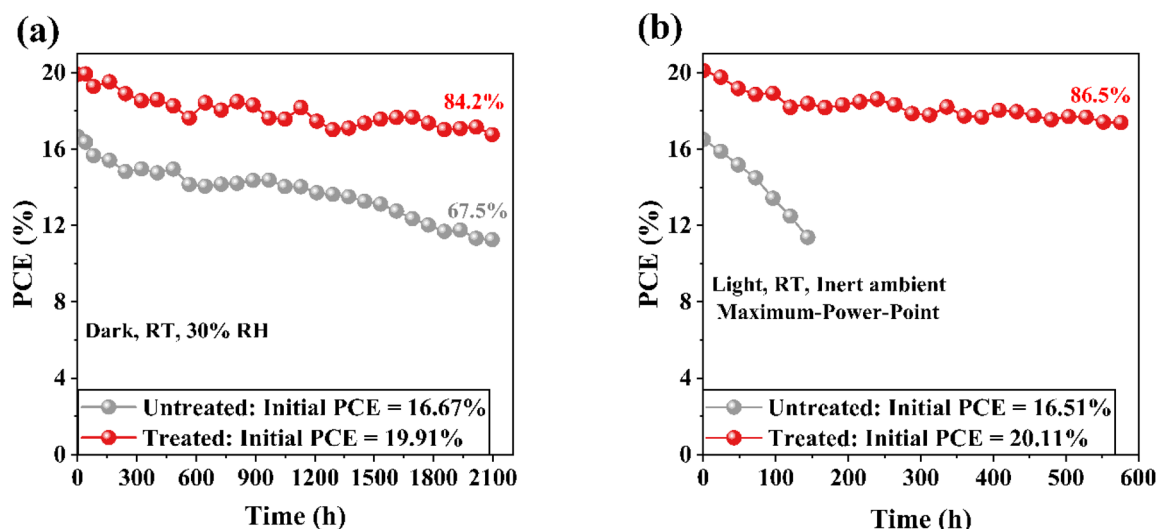 (a)
PCE (%)
20
16
12
8
4
0
84.2%
67.5%
Dark, RT, 30% RH
Untreated: Initial PCE = 16.67%
Treated: Initial PCE = 19.91%
0 300 600 900 1200 1500 1800 2100
Time (h)
(b)
PCE (%)
20
16
12
8
4
0
86.5%
Light, RT, Inert ambient
Maximum-Power-Point
Untreated: Initial PCE = 16.51%
Treated: Initial PCE = 20.11%
0 100 200 300 400 500 600
Time (h)